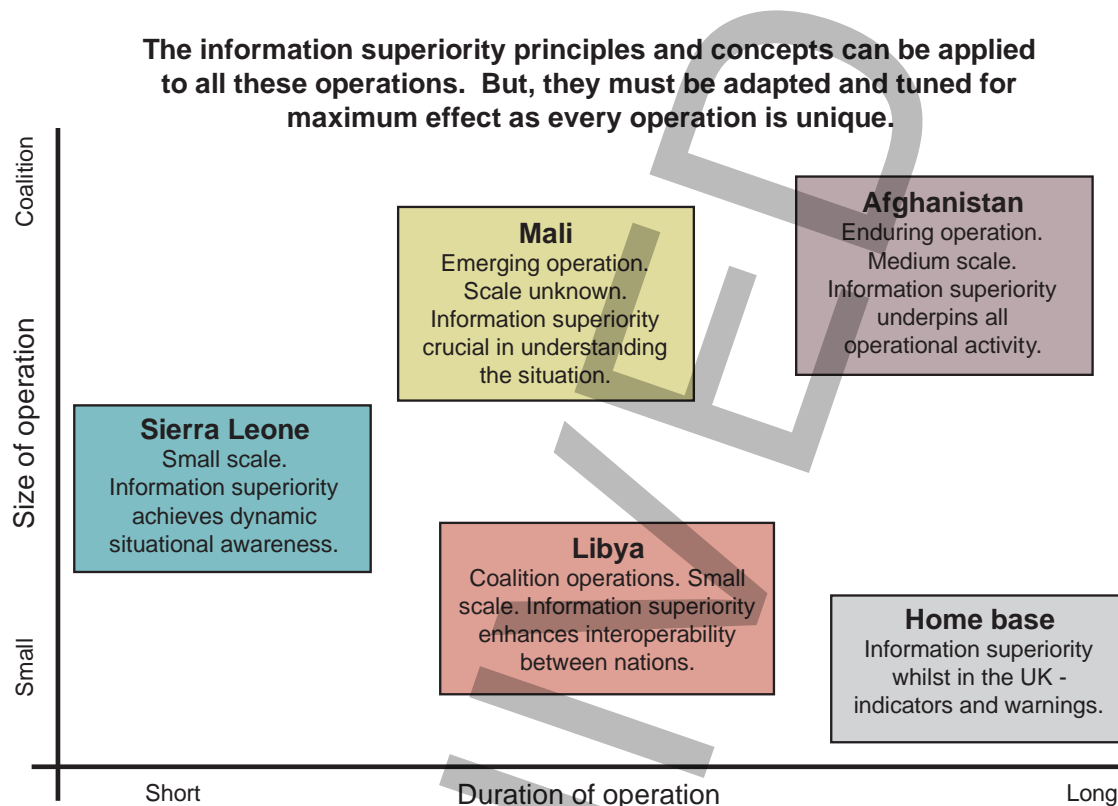 The information superiority principles and concepts can be applied
to all these operations.  But, they must be adapted and tuned for
maximum effect as every operation is unique.
Coalition
Size of operation
Small
Afghanistan
Enduring operation.
Medium scale.
Information superiority
underpins all
operational activity.
Mali
Emerging operation.
Scale unknown.
Information superiority
crucial in understanding
the situation.
Sierra Leone
Small scale.
Information superiority
achieves dynamic
situational awareness.
Libya
Coalition operations. Small
scale. Information superiority
enhances interoperability
between nations.
Home base
Information superiority
whilst in the UK -
indicators and warnings.
Short
Duration of operation
Long
IVED